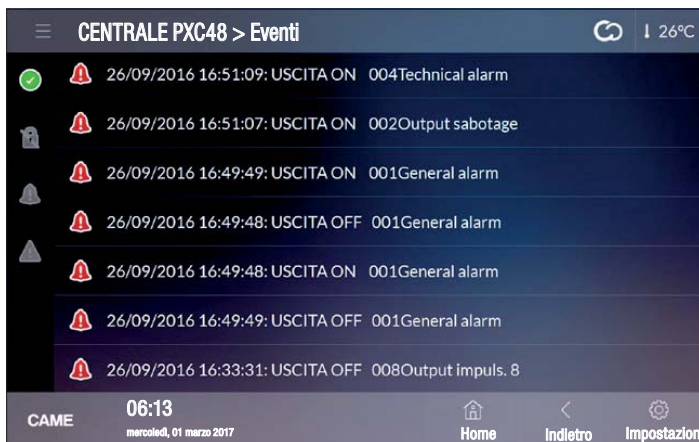 CENTRALE PXC48 > Eventi
26°C
26/09/2016 16:51:09: USCITA ON 004Technical alarm
26/09/2016 16:51:07: USCITA ON 002Output sabotage
26/09/2016 16:49:49: USCITA ON 001General alarm
26/09/2016 16:49:48: USCITA OFF 001General alarm
26/09/2016 16:49:48: USCITA ON 001General alarm
26/09/2016 16:49:49: USCITA OFF 001General alarm
26/09/2016 16:33:31: USCITA OFF 008Output impuls. 8
CAME
06:13
mercoledì, 01 marzo 2017
Home
Indietro
Impostazion